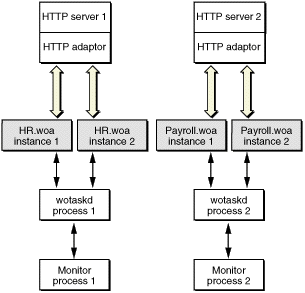 HTTP server 1
HTTP adaptor
HTTP server 2
HTTP adaptor
HR.woa
instance 1
HR.woa
instance 2
Payroll.woa
instance 1
Payroll.woa
instance 2
wotaskd
process 1
wotaskd
process 2
Monitor
process 1
Monitor
process 2